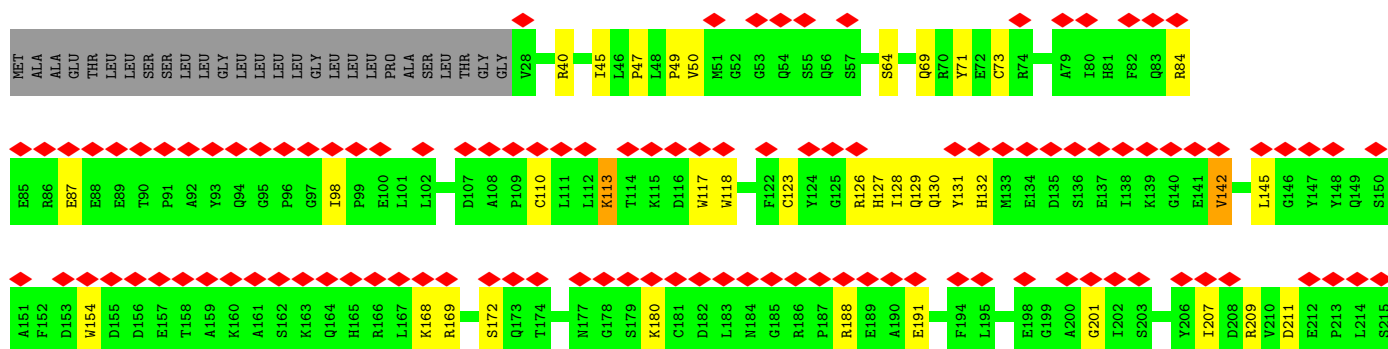 MET ALA ALA GLU THR LEU LEU SER SER LEU LEU GLY LEU LEU LEU LEU GLY LEU LEU LEU PRO ALA SER LEU THR GLY GLY V28 R40 I45 L46 P47 L48 P49 V50 M51 G52 G53 Q54 S55 Q56 S57 S64 Q69 R70 Y71 E72 C73 R74 A79 I80 H81 F82 Q83 R84
E85 R86 E87 E88 E89 T90 P91 A92 Y93 Q94 G95 P96 G97 I98 P99 E100 L101 L102 D107 A108 P109 C110 L111 L112 K113 T114 K115 D116 W117 W118 F122 C123 Y124 G125 R126 H127 I128 Q129 Q130 Y131 H132 M133 E134 D135 S136 E137 I138 K139 G140 E141 V142 L145 G146 Y147 Y148 Q149 S150
A151 F152 D153 W154 D155 D156 E157 T158 A159 K160 A161 S162 K163 Q164 H165 R166 L167 K168 R169 S172 Q173 T174 N177 G178 S179 K180 C181 D182 L183 N184 G185 R186 P187 R188 E189 A190 E191 F194 L195 E198 G199 A200 G201 I202 S203 Y206 I207 D208 R209 V210 D211 E212 P213 L214 S215